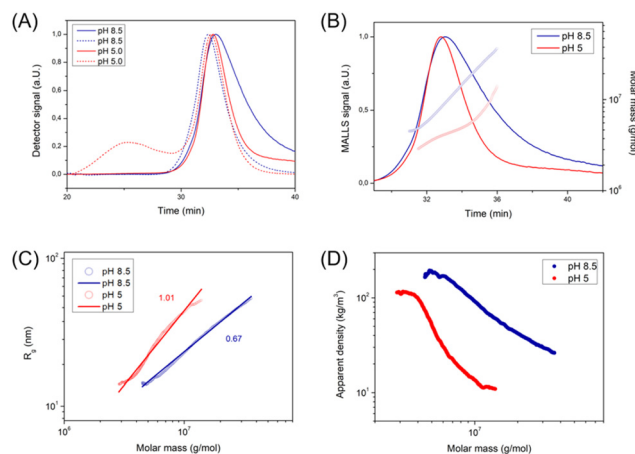 (A)
pH 8.5
pH 8.5
pH 5.0
pH 5.0
1,0
0,8
0,6
0,4
0,2
0,0
Detector signal (a.U.)
20 30 40
Time (min)
(B)
pH 8.5
pH 5
1,0
0,5
0,0
MALLS signal (a.U.)
10⁷
10⁶
Molar mass (g/mol)
32 36 40
Time (min)
(C)
pH 8.5
pH 8.5
pH 5
pH 5
10²
10¹
Rg (nm)
1.01
0.67
10⁶ 10⁷
Molar mass (g/mol)
(D)
pH 8.5
pH 5
10²
10¹
Apparent density (kg/m³)
10⁷
Molar mass (g/mol)